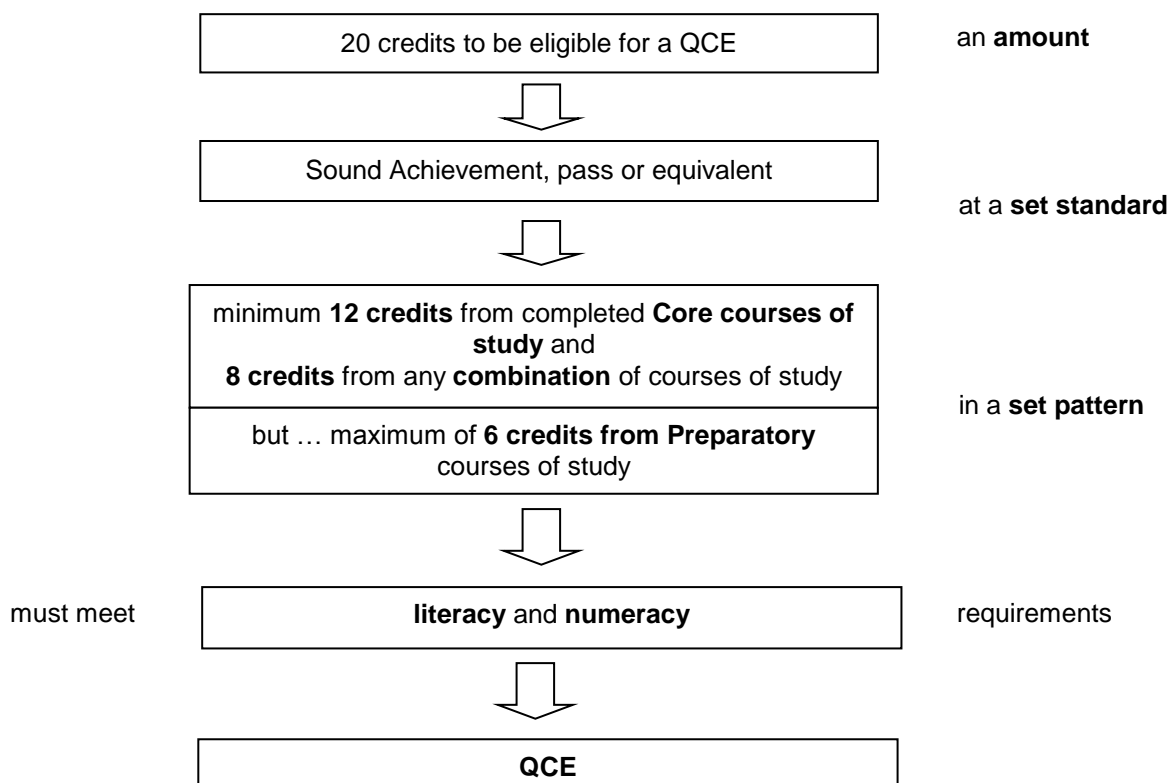 20 credits to be eligible for a QCE
an amount
Sound Achievement, pass or equivalent
at a set standard
minimum 12 credits from completed Core courses of
study and
8 credits from any combination of courses of study
in a set pattern
but … maximum of 6 credits from Preparatory
courses of study
must meet
literacy and numeracy
requirements
QCE